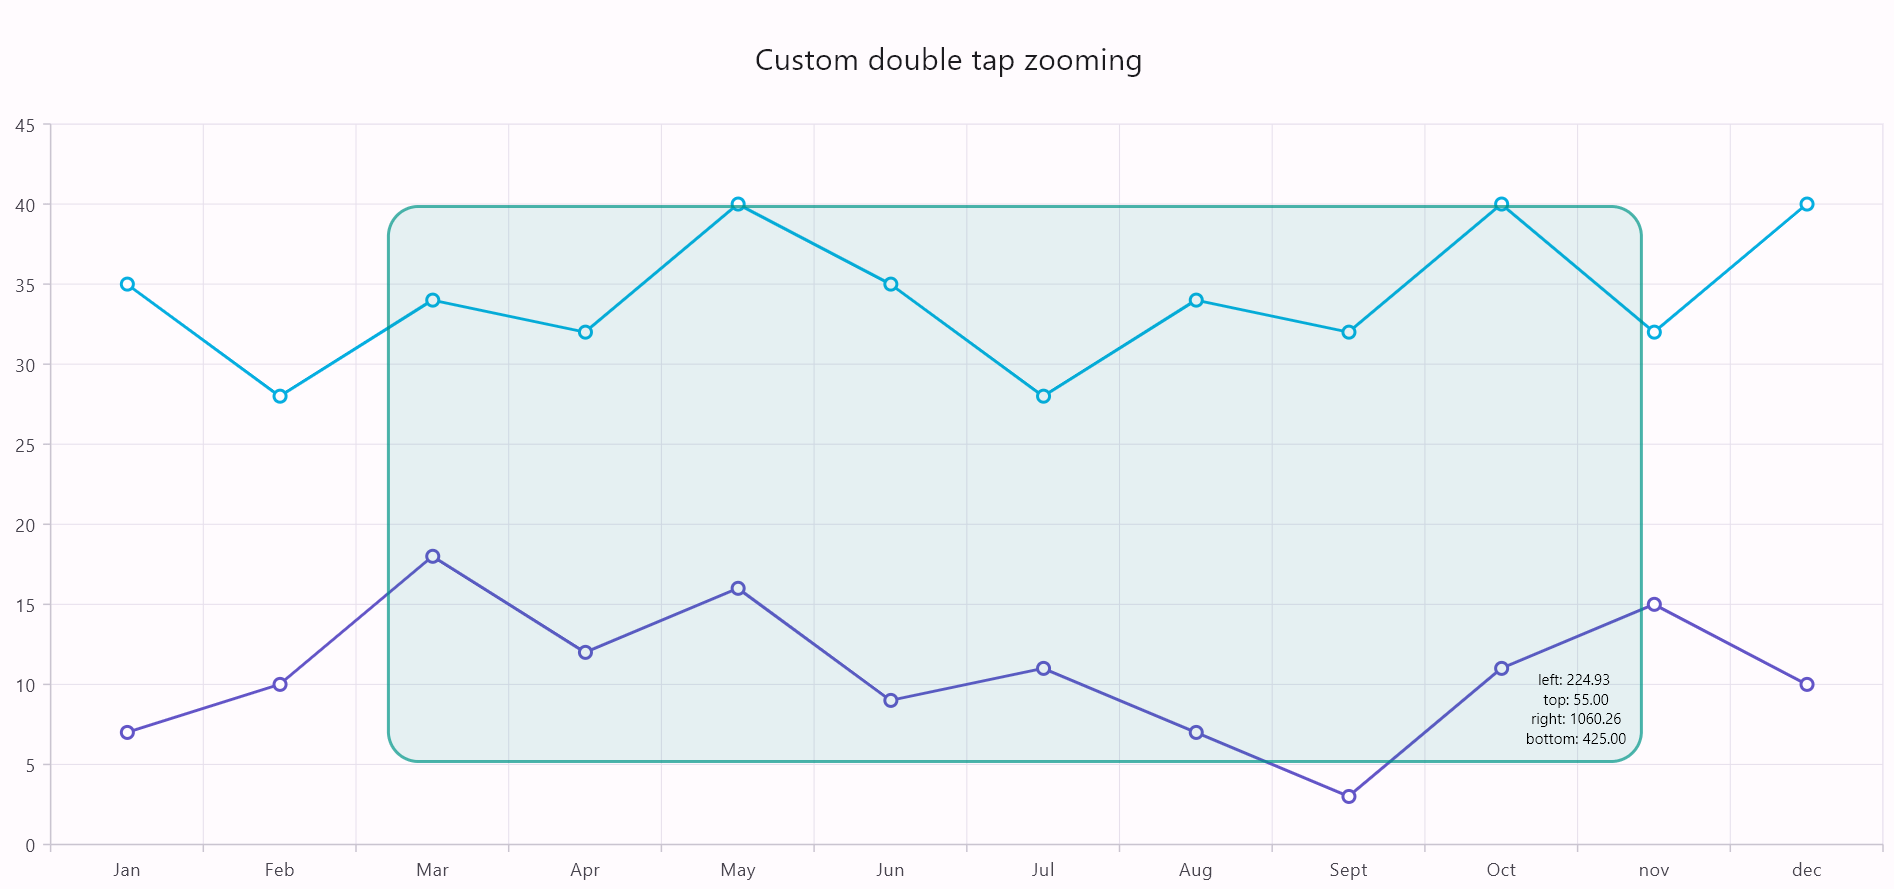 Custom double tap zooming
45
40
35
30
25
20
15
10
5
0
left: 224.93
top: 55.00
right: 1060.26
bottom: 425.00
Jan Feb Mar Apr May Jun Jul Aug Sept Oct nov dec